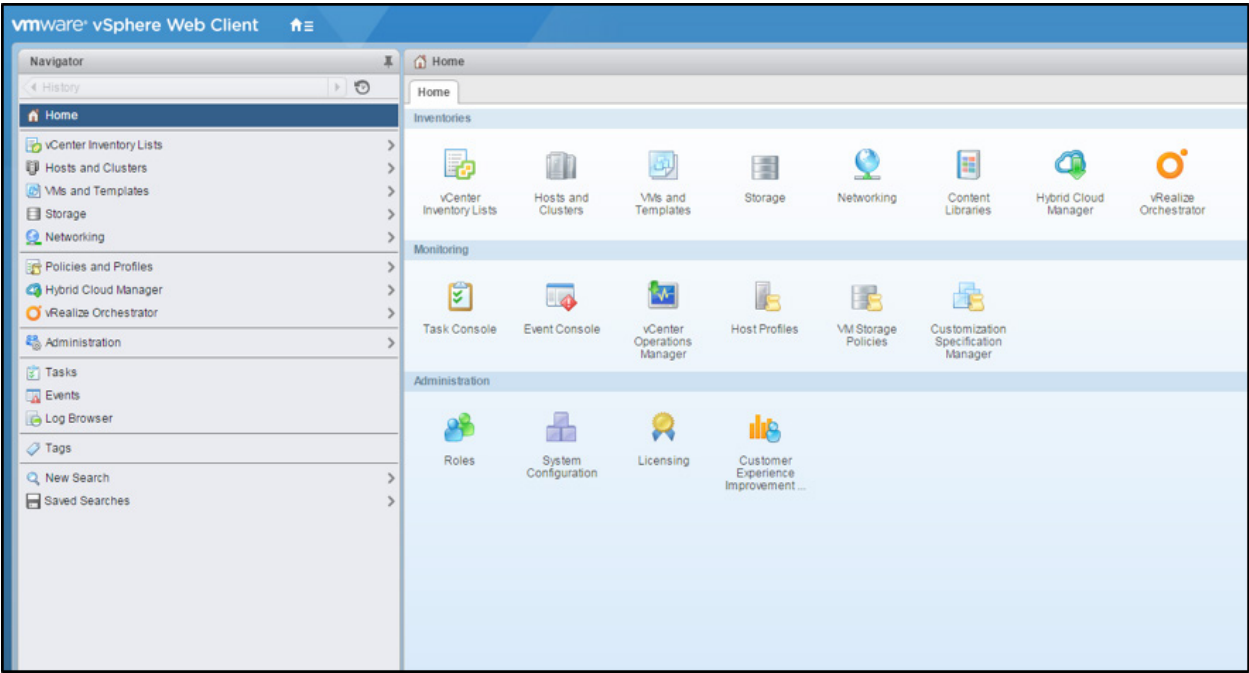 vmware® vSphere Web Client
Navigator
History
Home
vCenter Inventory Lists
Hosts and Clusters
VMs and Templates
Storage
Networking
Policies and Profiles
Hybrid Cloud Manager
vRealize Orchestrator
Administration
Tasks
Events
Log Browser
Tags
New Search
Saved Searches
Home
Home
Inventories
vCenter
Inventory Lists
Hosts and
Clusters
VMs and
Templates
Storage
Networking
Content
Libraries
Hybrid Cloud
Manager
vRealize
Orchestrator
Monitoring
Task Console
Event Console
vCenter
Operations
Manager
Host Profiles
VM Storage
Policies
Customization
Specification
Manager
Administration
Roles
System
Configuration
Licensing
Customer
Experience
Improvement ...